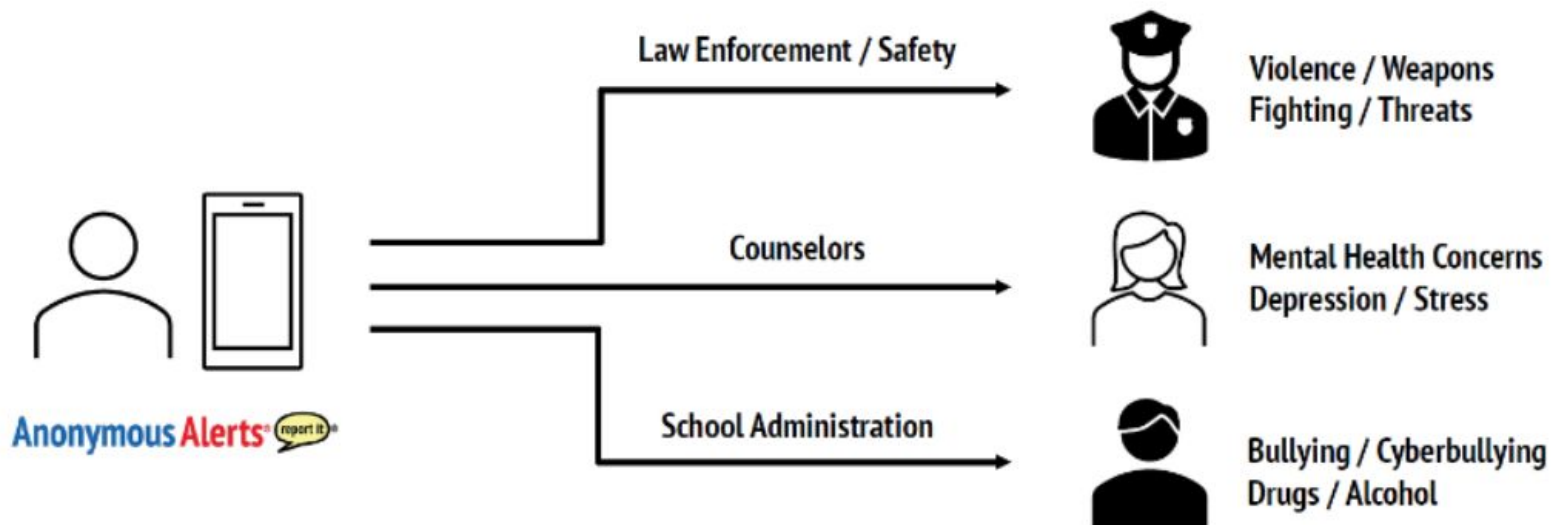 Law Enforcement / Safety
Violence / Weapons
Fighting / Threats
Counselors
Mental Health Concerns
Depression / Stress
Anonymous Alerts® report it®
School Administration
Bullying / Cyberbullying
Drugs / Alcohol